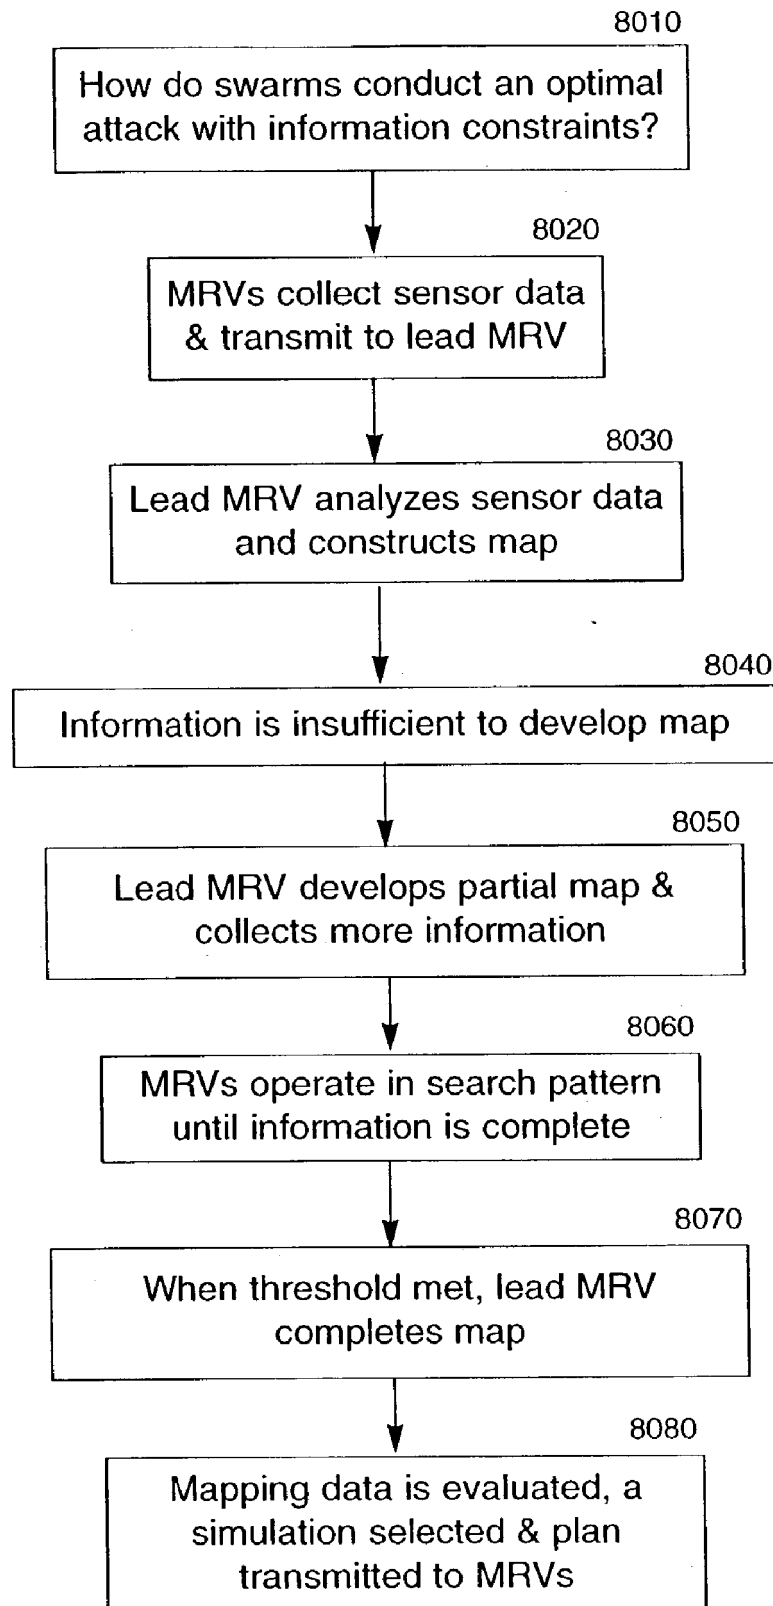 8010
How do swarms conduct an optimal
attack with information constraints?
8020
MRVs collect sensor data
& transmit to lead MRV
8030
Lead MRV analyzes sensor data
and constructs map
8040
Information is insufficient to develop map
8050
Lead MRV develops partial map &
collects more information
8060
MRVs operate in search pattern
until information is complete
8070
When threshold met, lead MRV
completes map
8080
Mapping data is evaluated, a
simulation selected & plan
transmitted to MRVs